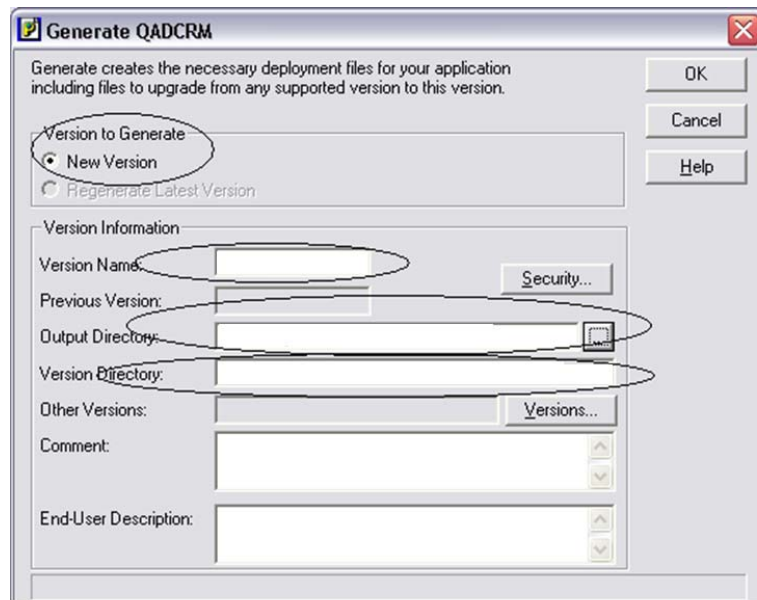 Generate QADCRM
Generate creates the necessary deployment files for your application
including files to upgrade from any supported version to this version.
OK
Cancel
Help
Version to Generate
New Version
Regenerate Latest Version
Version Information
Version Name:
Security...
Previous Version:
Output Directory:
...
Version Directory:
Other Versions:
Versions...
Comment:
End-User Description: